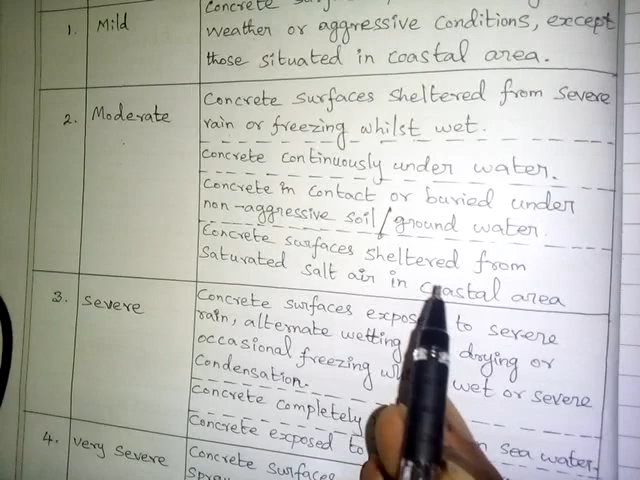 Concrete
1. Mild
weather or aggressive conditions, except
those situated in coastal area.
2. Moderate
Concrete surfaces sheltered from severe
rain or freezing whilst wet.
Concrete continuously under water.
Concrete in contact or buried under
non-aggressive soil/ground water.
Concrete surfaces sheltered from
saturated salt air in coastal area
3. severe
Concrete surfaces to severe
rain, alternate wetting drying or
occasional freezing wet or severe
Condensation.
Concrete completely
Concrete exposed to sea water.
4. very severe
Concrete surfaces